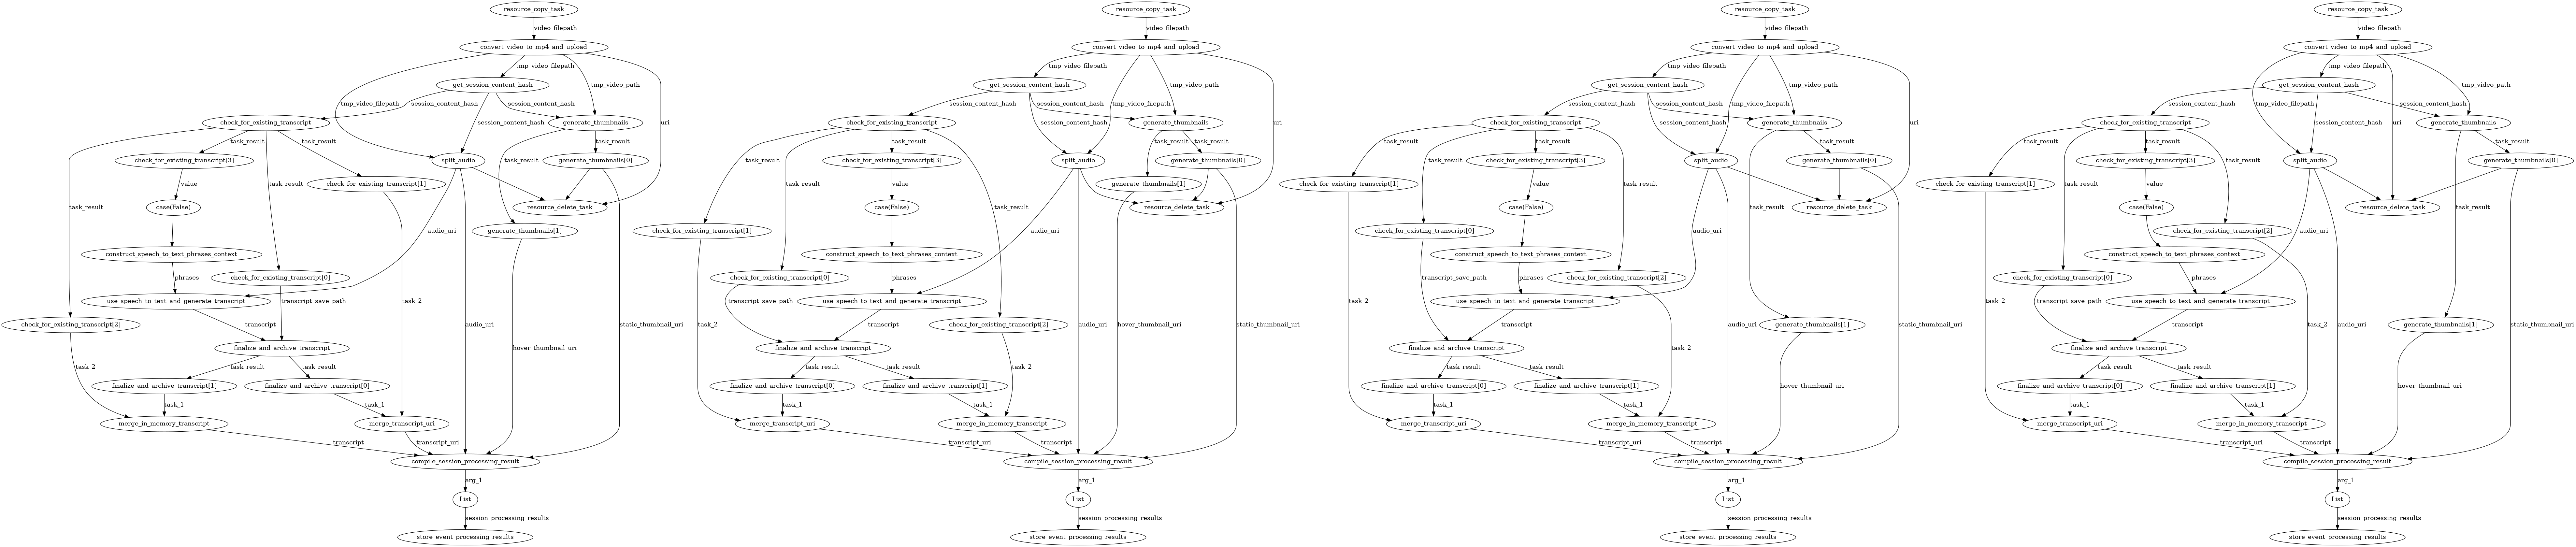 resource_copy_task
video_filepath
convert_video_to_mp4_and_upload
tmp_video_filepath
tmp_video_path
get_session_content_hash
tmp_video_filepath
session_content_hash
session_content_hash
session_content_hash
uri
check_for_existing_transcript
generate_thumbnails
task_result
task_result
task_result
task_result
task_result
task_result
check_for_existing_transcript[3]
split_audio
generate_thumbnails[0]
value
check_for_existing_transcript[1]
case(False)
resource_delete_task
audio_uri
generate_thumbnails[1]
construct_speech_to_text_phrases_context
phrases
check_for_existing_transcript[0]
use_speech_to_text_and_generate_transcript
transcript_save_path
task_2
check_for_existing_transcript[2]
transcript
audio_uri
static_thumbnail_uri
finalize_and_archive_transcript
hover_thumbnail_uri
task_2
task_result
task_result
finalize_and_archive_transcript[1]
finalize_and_archive_transcript[0]
task_1
task_1
merge_in_memory_transcript
merge_transcript_uri
transcript
transcript_uri
compile_session_processing_result
arg_1
List
session_processing_results
store_event_processing_results
resource_copy_task
video_filepath
convert_video_to_mp4_and_upload
tmp_video_filepath
tmp_video_path
get_session_content_hash
session_content_hash
session_content_hash
tmp_video_filepath
session_content_hash
uri
check_for_existing_transcript
generate_thumbnails
task_result
task_result
task_result
task_result
task_result
task_result
check_for_existing_transcript[3]
split_audio
generate_thumbnails[0]
value
generate_thumbnails[1]
case(False)
resource_delete_task
check_for_existing_transcript[1]
audio_uri
construct_speech_to_text_phrases_context
check_for_existing_transcript[0]
phrases
transcript_save_path
use_speech_to_text_and_generate_transcript
task_2
transcript
check_for_existing_transcript[2]
audio_uri
hover_thumbnail_uri
static_thumbnail_uri
finalize_and_archive_transcript
task_result
task_result
task_2
finalize_and_archive_transcript[0]
finalize_and_archive_transcript[1]
task_1
task_1
merge_transcript_uri
merge_in_memory_transcript
transcript_uri
transcript
compile_session_processing_result
arg_1
List
session_processing_results
store_event_processing_results
resource_copy_task
video_filepath
convert_video_to_mp4_and_upload
tmp_video_filepath
tmp_video_path
get_session_content_hash
session_content_hash
session_content_hash
tmp_video_filepath
session_content_hash
uri
check_for_existing_transcript
generate_thumbnails
task_result
task_result
task_result
task_result
task_result
task_result
check_for_existing_transcript[3]
split_audio
generate_thumbnails[0]
check_for_existing_transcript[1]
value
case(False)
resource_delete_task
check_for_existing_transcript[0]
audio_uri
construct_speech_to_text_phrases_context
transcript_save_path
phrases
check_for_existing_transcript[2]
task_2
use_speech_to_text_and_generate_transcript
transcript
audio_uri
generate_thumbnails[1]
static_thumbnail_uri
finalize_and_archive_transcript
task_2
task_result
task_result
finalize_and_archive_transcript[0]
finalize_and_archive_transcript[1]
hover_thumbnail_uri
task_1
task_1
merge_transcript_uri
merge_in_memory_transcript
transcript_uri
transcript
compile_session_processing_result
arg_1
List
session_processing_results
store_event_processing_results
resource_copy_task
video_filepath
convert_video_to_mp4_and_upload
tmp_video_filepath
tmp_video_path
get_session_content_hash
session_content_hash
tmp_video_filepath
session_content_hash
session_content_hash
uri
check_for_existing_transcript
generate_thumbnails
task_result
task_result
task_result
task_result
task_result
task_result
check_for_existing_transcript[3]
split_audio
generate_thumbnails[0]
check_for_existing_transcript[1]
value
case(False)
resource_delete_task
check_for_existing_transcript[2]
audio_uri
construct_speech_to_text_phrases_context
check_for_existing_transcript[0]
phrases
task_2
transcript_save_path
use_speech_to_text_and_generate_transcript
transcript
task_2
audio_uri
generate_thumbnails[1]
static_thumbnail_uri
finalize_and_archive_transcript
task_result
task_result
finalize_and_archive_transcript[0]
finalize_and_archive_transcript[1]
hover_thumbnail_uri
task_1
task_1
merge_transcript_uri
merge_in_memory_transcript
transcript_uri
transcript
compile_session_processing_result
arg_1
List
session_processing_results
store_event_processing_results